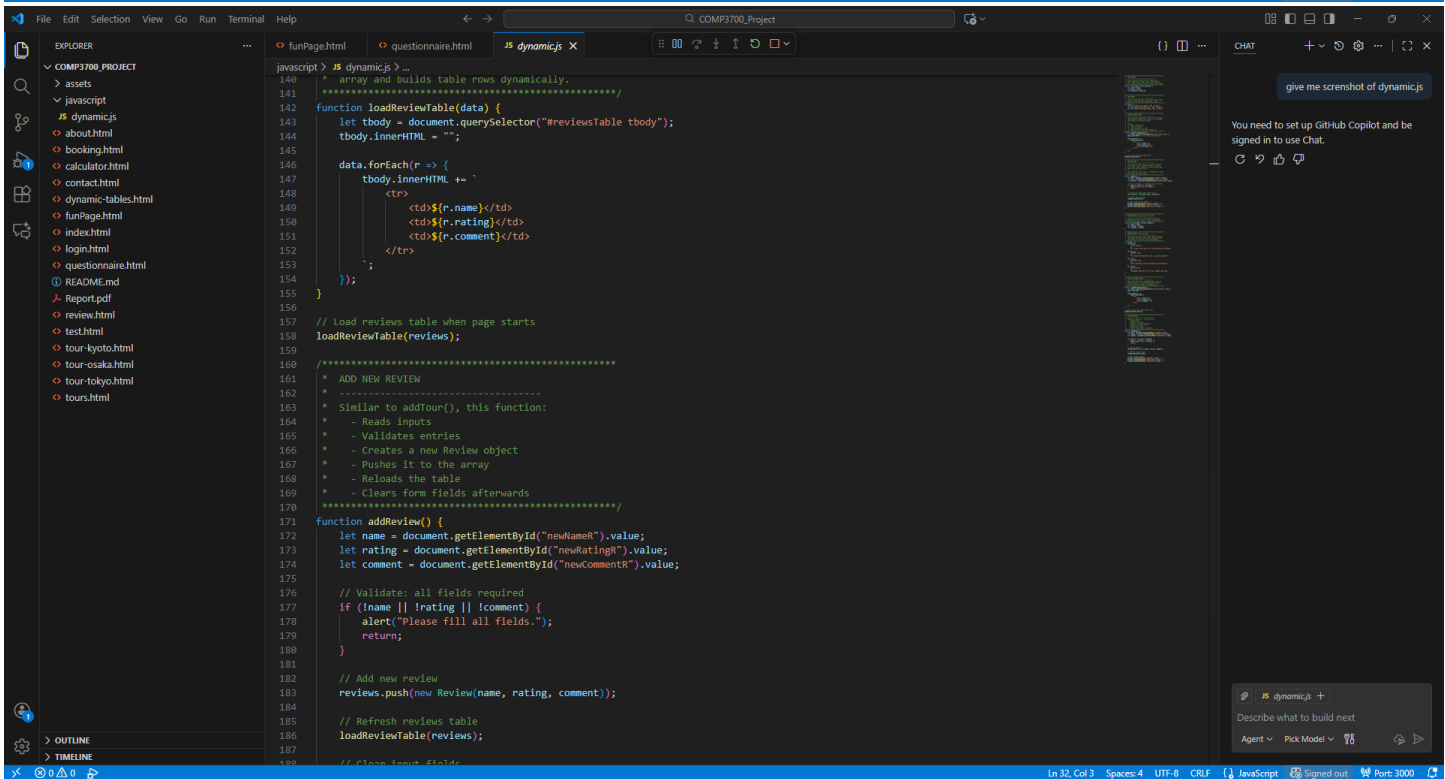 File Edit Selection View Go Run Terminal Help
COMP3700_Project
EXPLORER
COMP3700_PROJECT
assets
javascript
JS dynamic.js
about.html
booking.html
calculator.html
contact.html
dynamic-tables.html
funPage.html
index.html
login.html
questionnaire.html
README.md
Report.pdf
review.html
test.html
tour-kyoto.html
tour-osaka.html
tour-tokyo.html
tours.html
OUTLINE
TIMELINE
1
1
funPage.html questionnaire.html JS dynamic.js
javascript > JS dynamic.js > ...
140 * array and builds table rows dynamically.
141 ***************************************************/
142 function loadReviewTable(data) {
143 let tbody = document.querySelector("#reviewsTable tbody");
144 tbody.innerHTML = "";
145
146 data.forEach(r => {
147 tbody.innerHTML += `
148 <tr>
149 <td>${r.name}</td>
150 <td>${r.rating}</td>
151 <td>${r.comment}</td>
152 </tr>
153 `;
154 });
155 }
156
157 // Load reviews table when page starts
158 loadReviewTable(reviews);
159
160 /***************************************************
161 * ADD NEW REVIEW
162 * -----------------------------------
163 * Similar to addTour(), this function:
164 * - Reads inputs
165 * - Validates entries
166 * - Creates a new Review object
167 * - Pushes it to the array
168 * - Reloads the table
169 * - Clears form fields afterwards
170 ***************************************************/
171 function addReview() {
172 let name = document.getElementById("newNameR").value;
173 let rating = document.getElementById("newRatingR").value;
174 let comment = document.getElementById("newCommentR").value;
175
176 // Validate: all fields required
177 if (!name || !rating || !comment) {
178 alert("Please fill all fields.");
179 return;
180 }
181
182 // Add new review
183 reviews.push(new Review(name, rating, comment));
184
185 // Refresh reviews table
186 loadReviewTable(reviews);
187
188 // Clean input fields
CHAT
give me screnshot of dynamic.js
You need to set up GitHub Copilot and be
signed in to use Chat.
JS dynamic.js
Describe what to build next
Agent Pick Model
0 0 Ln 32, Col 3 Spaces: 4 UTF-8 CRLF JavaScript Signed out Port: 3000